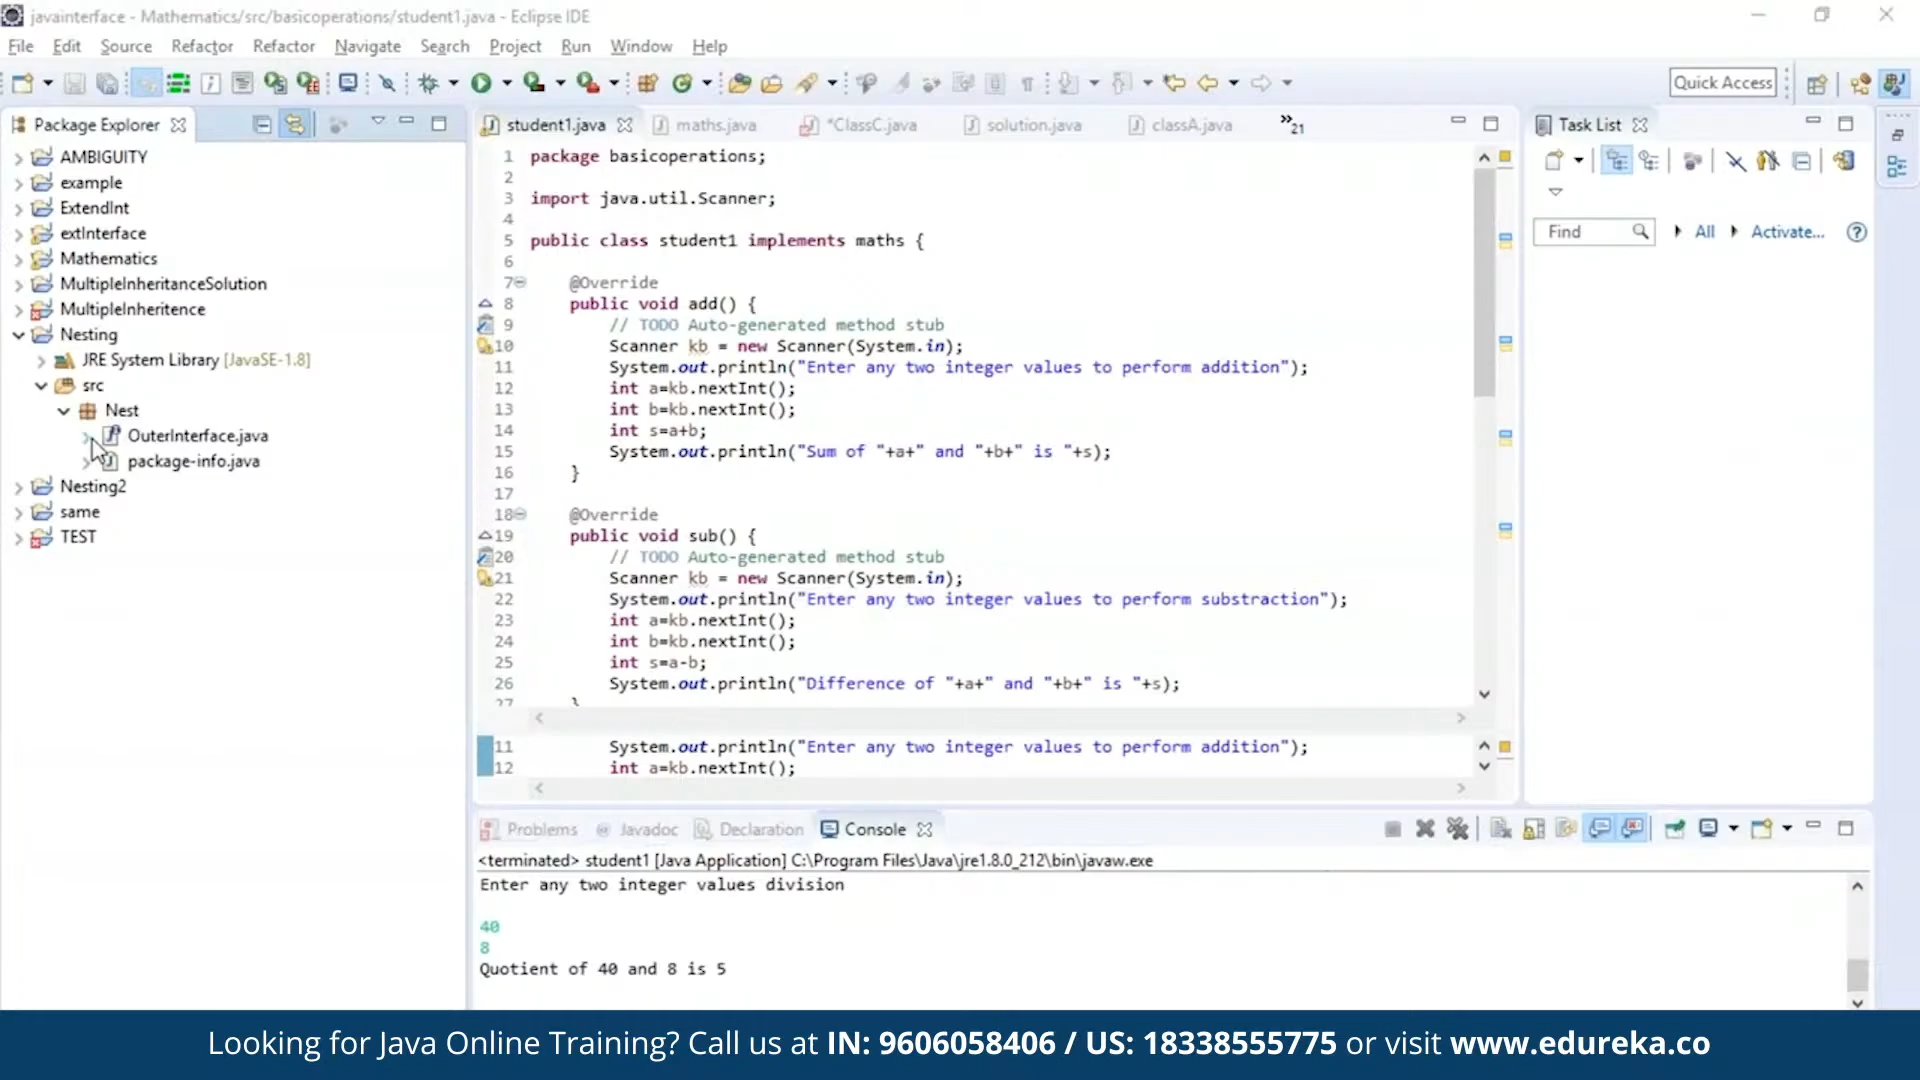 javainterface - Mathematics/src/basicoperations/student1.java - Eclipse IDE
File Edit Source Refactor Refactor Navigate Search Project Run Window Help
Quick Access
Package Explorer
AMBIGUITY
example
ExtendInt
extInterface
Mathematics
MultipleInheritanceSolution
MultipleInheritence
Nesting
JRE System Library [JavaSE-1.8]
src
Nest
OuterInterface.java
package-info.java
Nesting2
same
TEST
student1.java maths.java *ClassC.java solution.java classA.java »21
1 package basicoperations;
2
3 import java.util.Scanner;
4
5 public class student1 implements maths {
6
7 @Override
8 public void add() {
9 // TODO Auto-generated method stub
10 Scanner kb = new Scanner(System.in);
11 System.out.println("Enter any two integer values to perform addition");
12 int a=kb.nextInt();
13 int b=kb.nextInt();
14 int s=a+b;
15 System.out.println("Sum of "+a+" and "+b+" is "+s);
16 }
17
18 @Override
19 public void sub() {
20 // TODO Auto-generated method stub
21 Scanner kb = new Scanner(System.in);
22 System.out.println("Enter any two integer values to perform substraction");
23 int a=kb.nextInt();
24 int b=kb.nextInt();
25 int s=a-b;
26 System.out.println("Difference of "+a+" and "+b+" is "+s);
27 }
11 System.out.println("Enter any two integer values to perform addition");
12 int a=kb.nextInt();
Task List
Find All Activate...
Problems @ Javadoc Declaration Console
<terminated> student1 [Java Application] C:\Program Files\Java\jre1.8.0_212\bin\javaw.exe
Enter any two integer values division
40
8
Quotient of 40 and 8 is 5
Looking for Java Online Training? Call us at IN: 9606058406 / US: 18338555775 or visit www.edureka.co